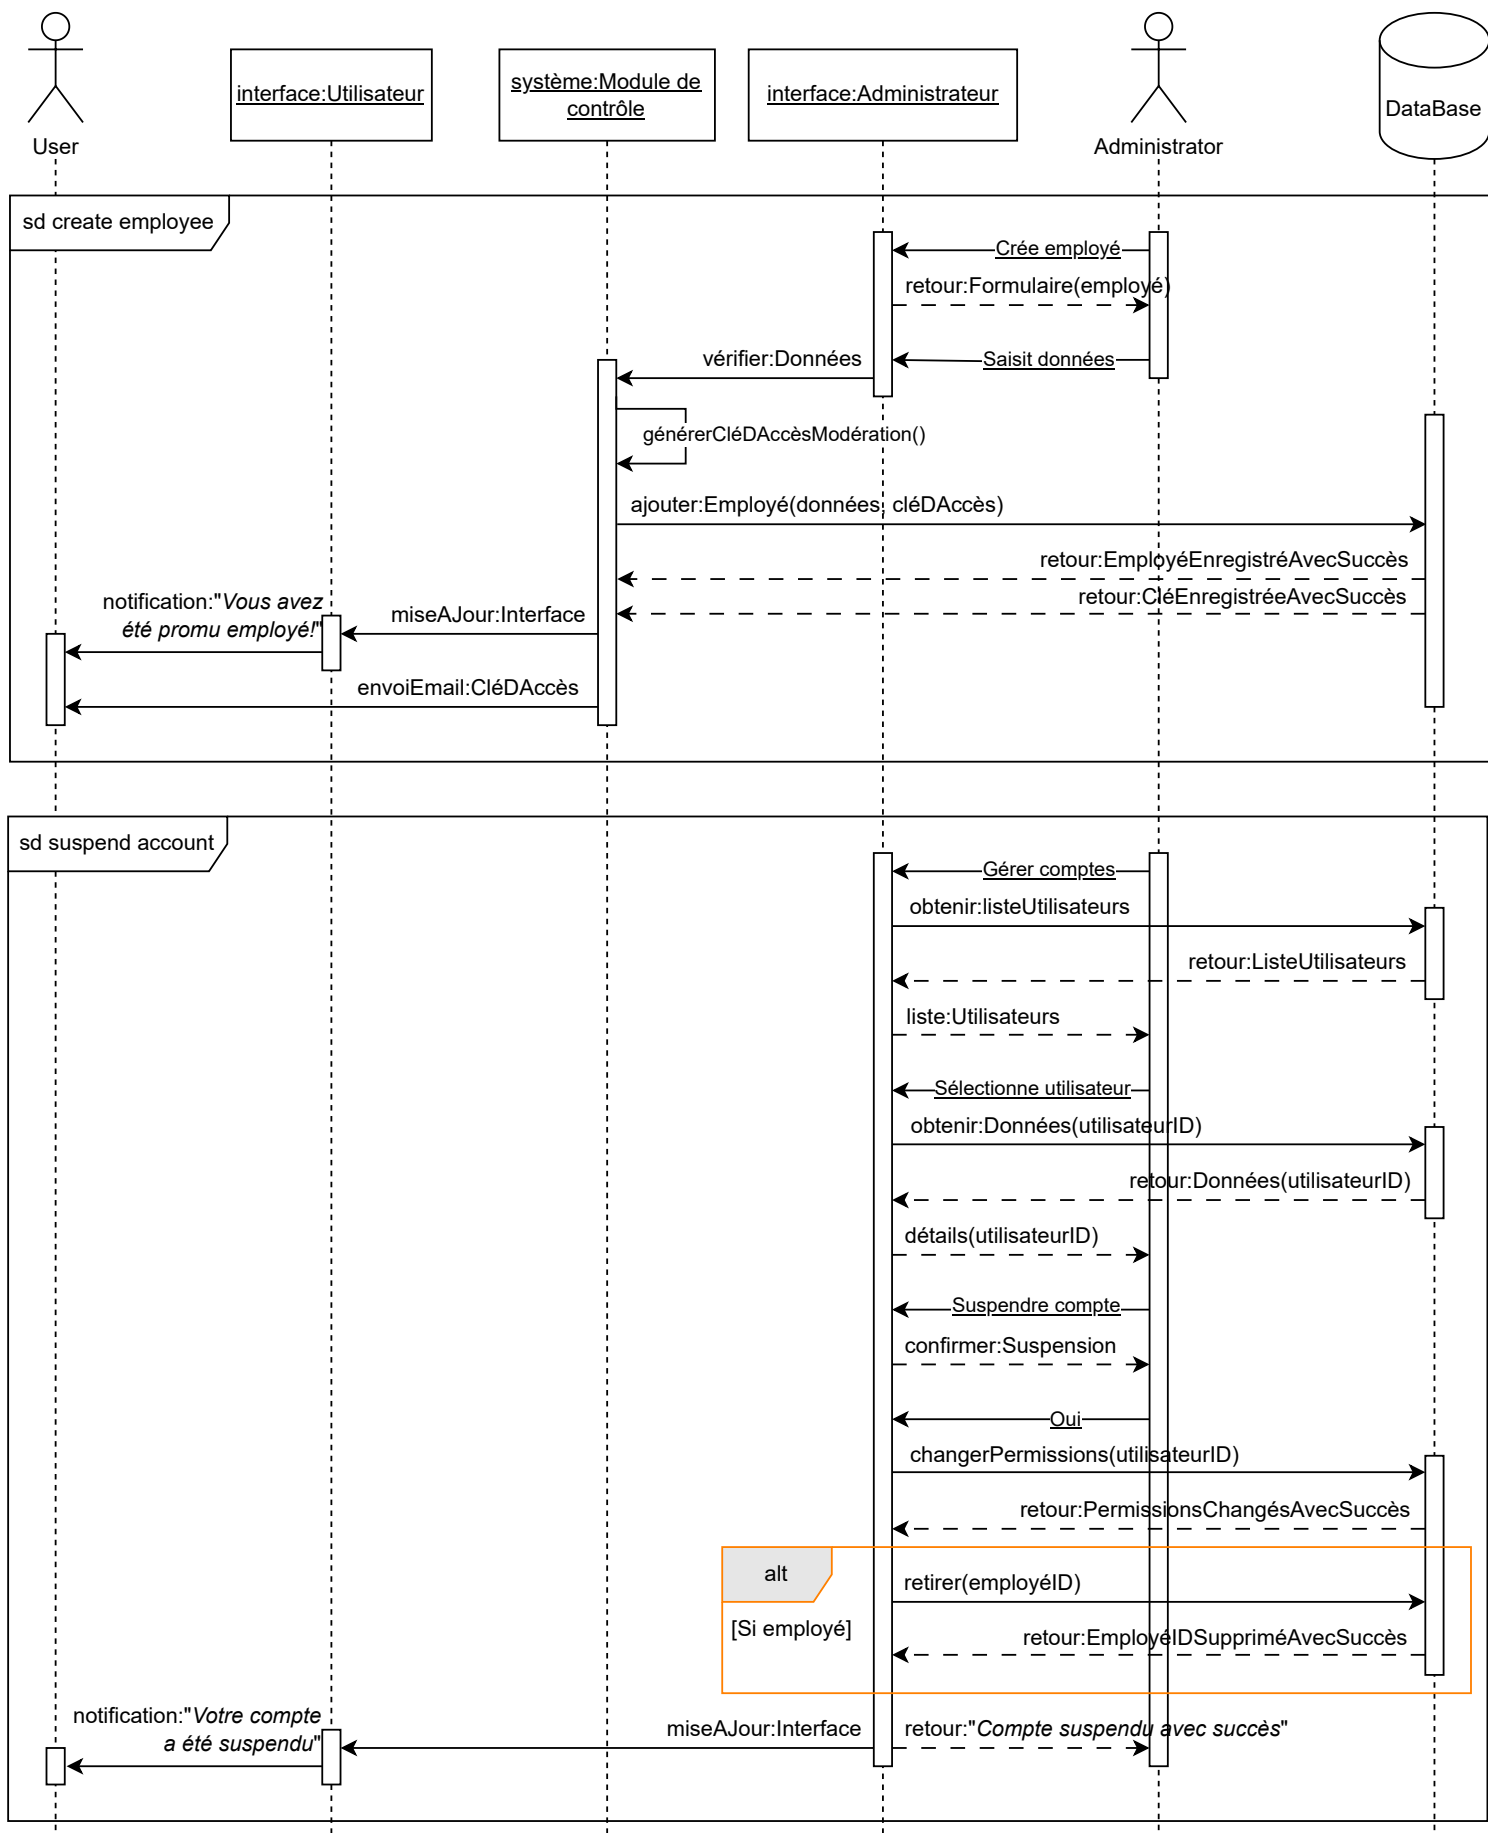 User
interface:Utilisateur
système:Module de
contrôle
interface:Administrateur
Administrator
DataBase
sd create employee
Crée employé
retour:Formulaire(employé)
vérifier:Données
Saisit données
générerCléDAccèsModération()
ajouter:Employé(données, cléDAccès)
retour:EmployéEnregistréAvecSuccès
retour:CléEnregistréeAvecSuccès
notification:"Vous avez
été promu employé!"
miseAJour:Interface
envoiEmail:CléDAccès
sd suspend account
Gérer comptes
obtenir:listeUtilisateurs
retour:ListeUtilisateurs
liste:Utilisateurs
Sélectionne utilisateur
obtenir:Données(utilisateurID)
retour:Données(utilisateurID)
détails(utilisateurID)
Suspendre compte
confirmer:Suspension
Oui
changerPermissions(utilisateurID)
retour:PermissionsChangésAvecSuccès
alt
retirer(employéID)
[Si employé]
retour:EmployéIDSuppriméAvecSuccès
notification:"Votre compte
a été suspendu"
miseAJour:Interface
retour:"Compte suspendu avec succès"